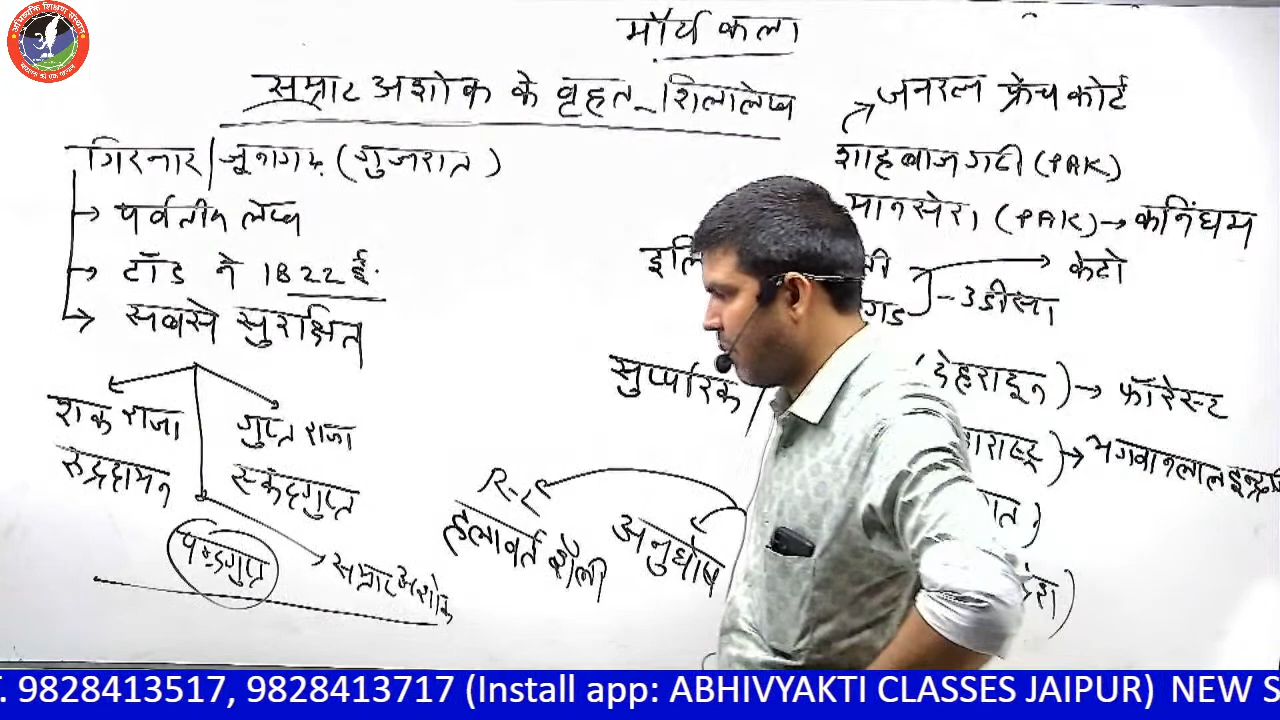 मौर्य कला
सम्राट अशोक के वृहत - शिलालेख
गिरनार / जूनागढ़ (गुजरात)
→ पर्वतीय लेख
→ टॉड ने 1822 ई.
→ सबसे सुरक्षित
शक राजा
रुद्रदामन
गुप्त राजा
स्कंदगुप्त
चन्द्रगुप्त
→ सम्राट अशोक
→ जनरल फ्रेंच कोर्ट
शाहबाजगढी (PAK)
मानसेरा (PAK) → कनिंघम
→ केटो
- उडीसा
सुप्पारिक
(देहरादून) → फॉरेस्ट
→ भगवानलाल
R-L
हलावर्त शैली
अनुघोष
9828413517, 9828413717 (Install app: ABHIVYAKTI CLASSES JAIPUR) NEW